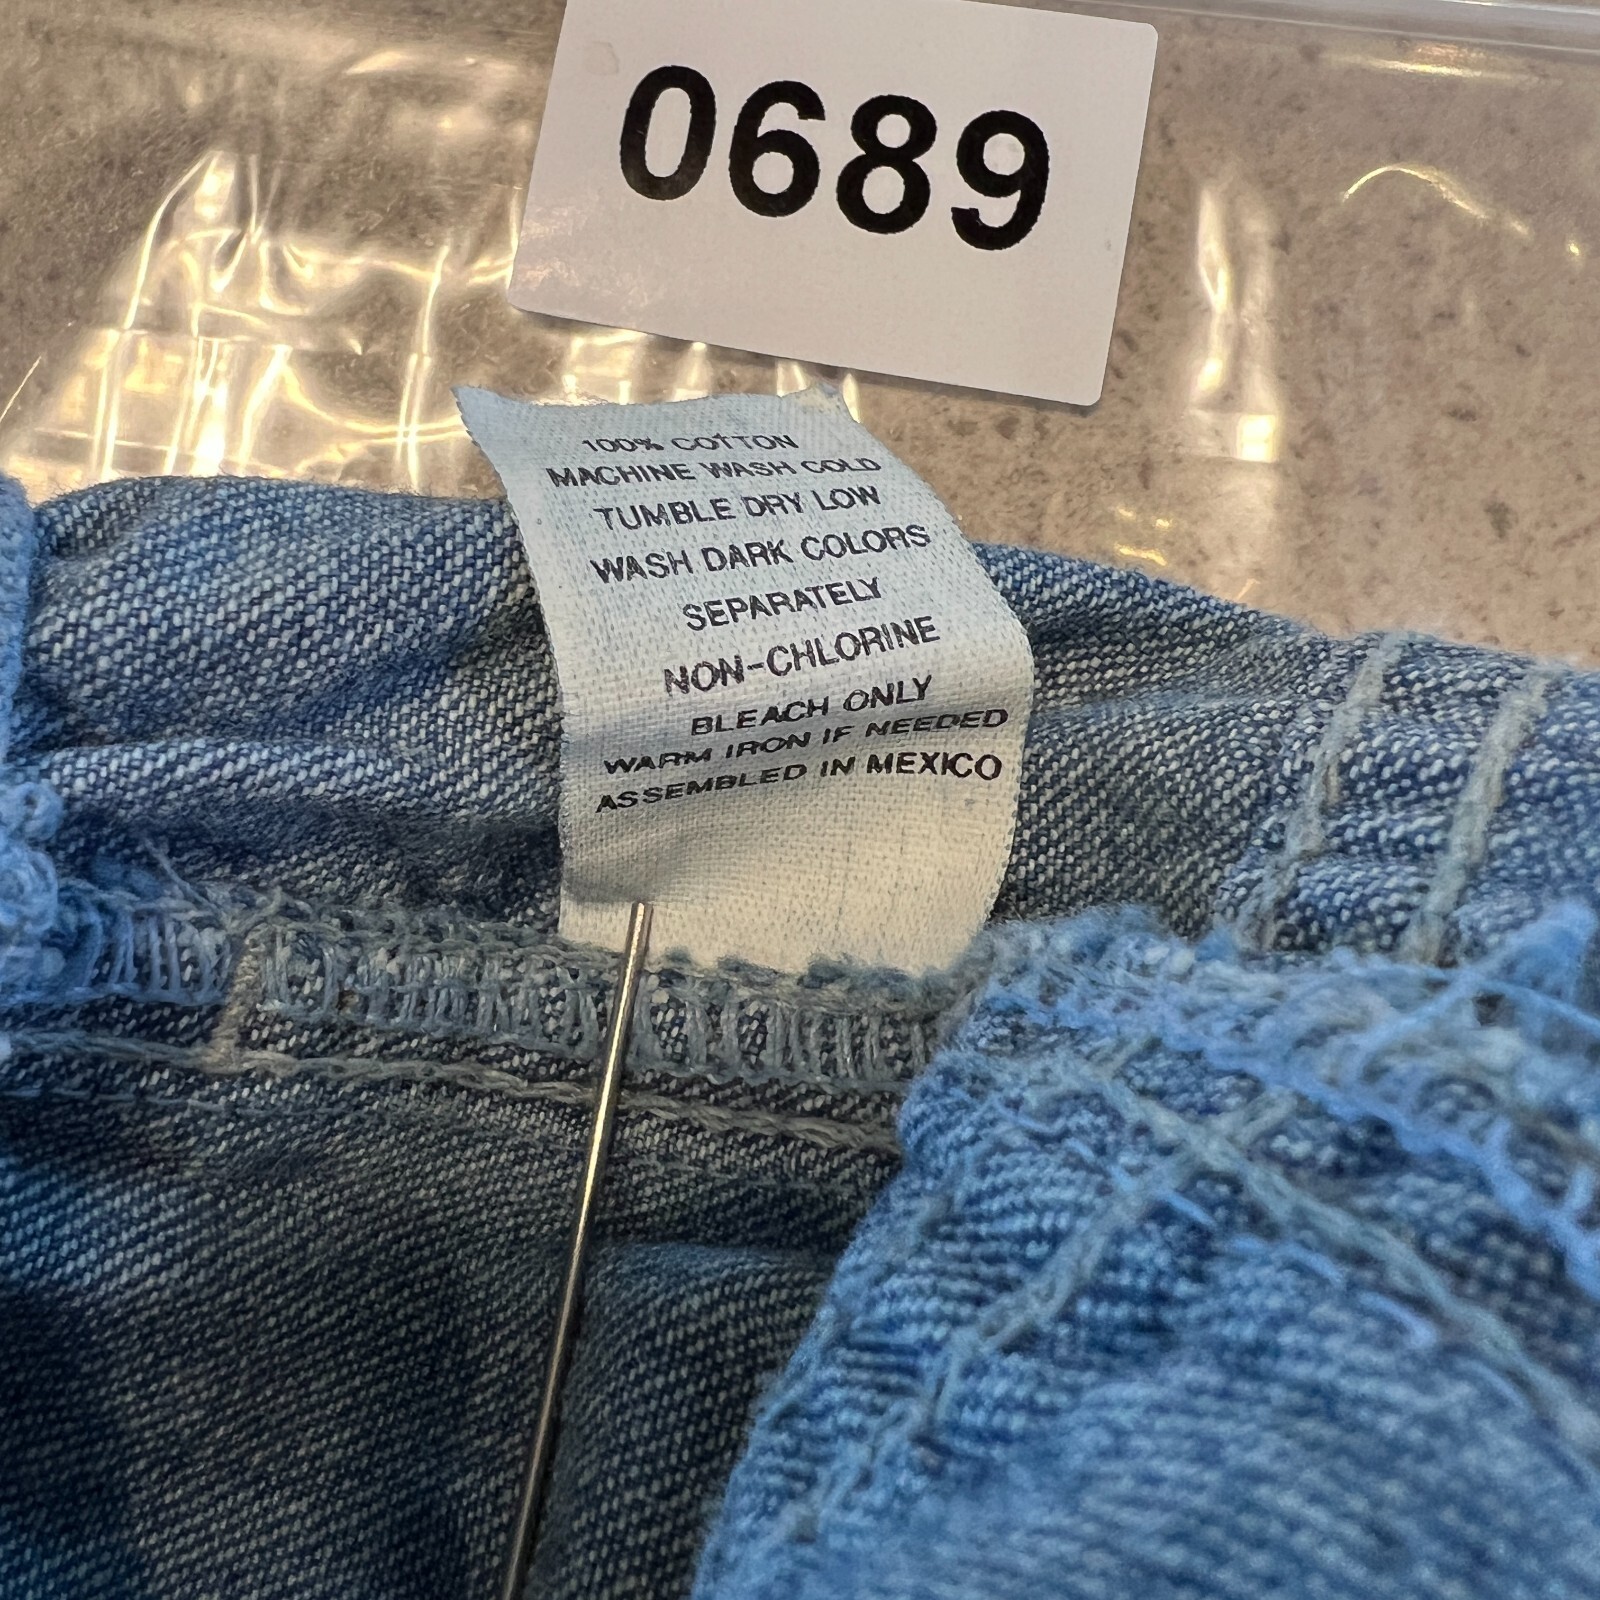 0689
100% COTTON
MACHINE WASH COLD
TUMBLE DRY LOW
WASH DARK COLORS
SEPARATELY
NON-CHLORINE
BLEACH ONLY
WARM IRON IF NEEDED
ASSEMBLED IN MEXICO